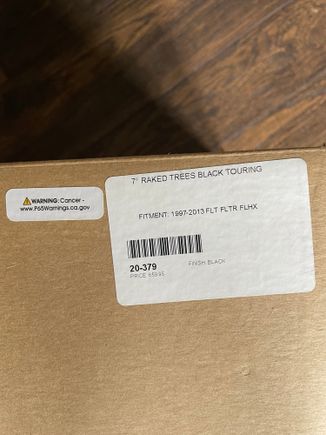 7° RAKED TREES BLACK TOURING
⚠ WARNING: Cancer -
www.P65Warnings.ca.gov
FITMENT: 1997-2013 FLT FLTR FLHX
20-379
FINISH: BLACK
PRICE: